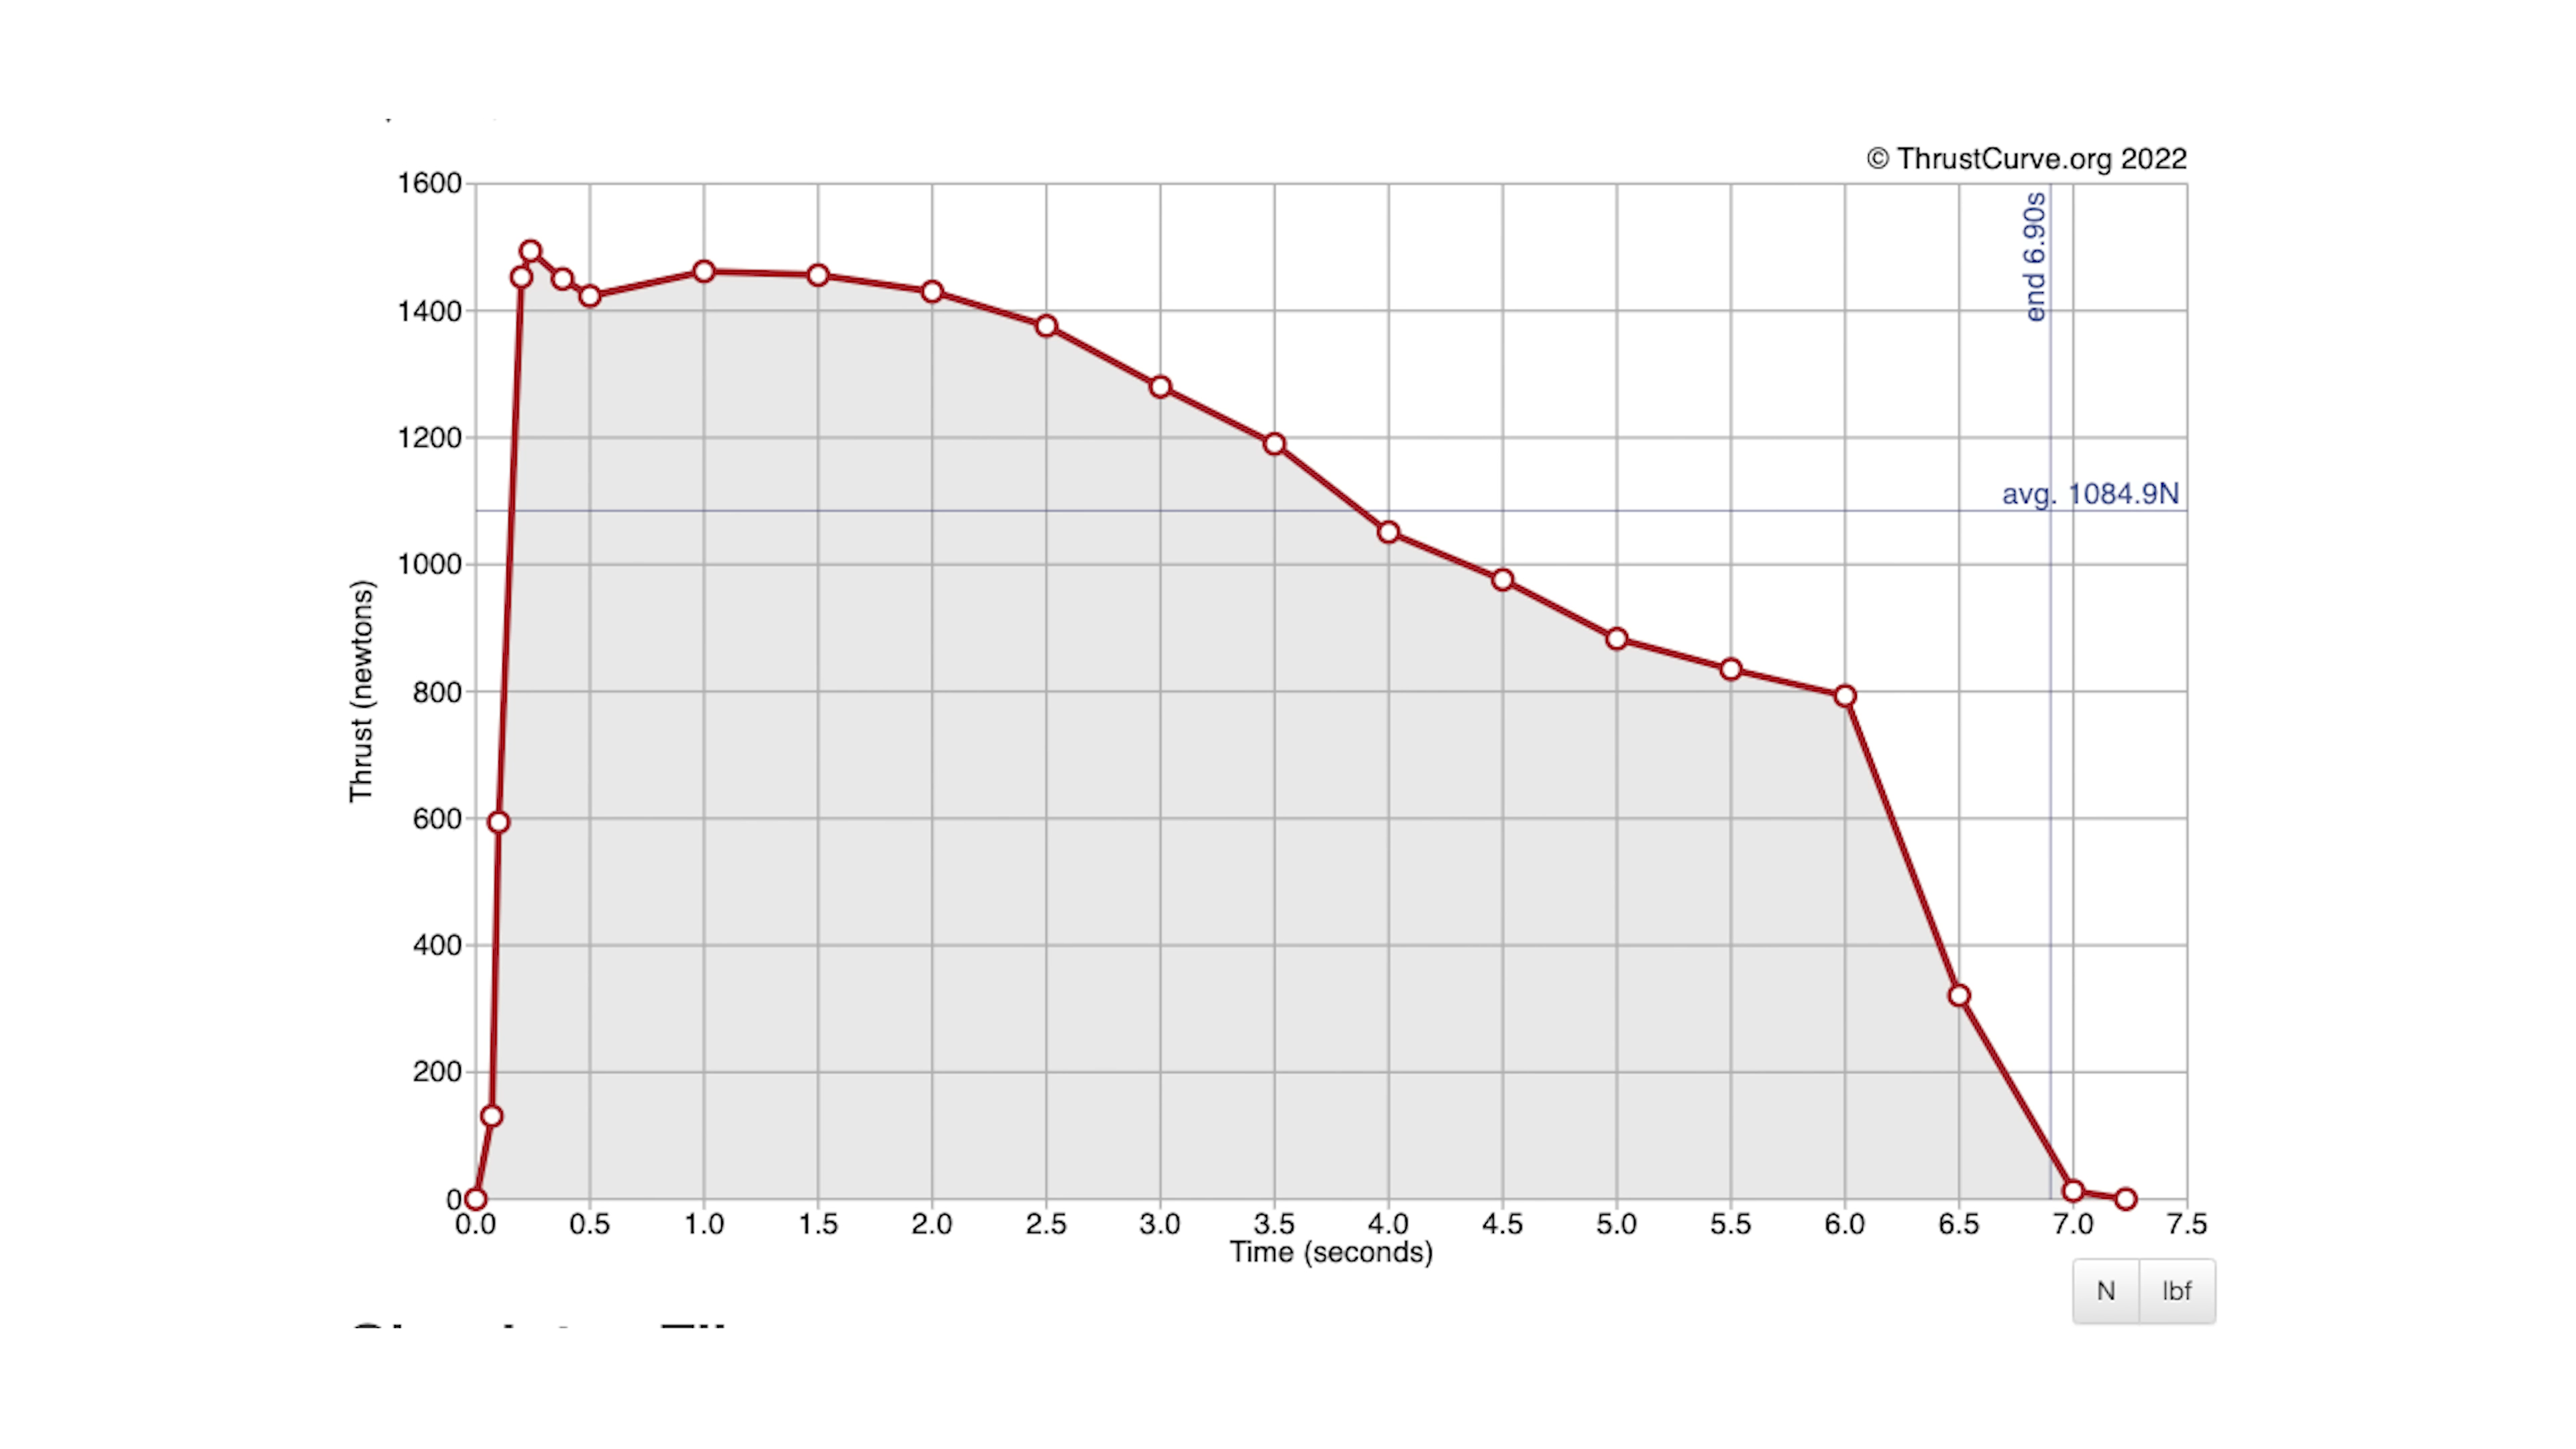 © ThrustCurve.org 2022
1600
1400
1200
1000
800
600
400
200
0
Thrust (newtons)
end 6.90s
avg. 1084.9N
0.0 0.5 1.0 1.5 2.0 2.5 3.0 3.5 4.0 4.5 5.0 5.5 6.0 6.5 7.0 7.5
Time (seconds)
N lbf